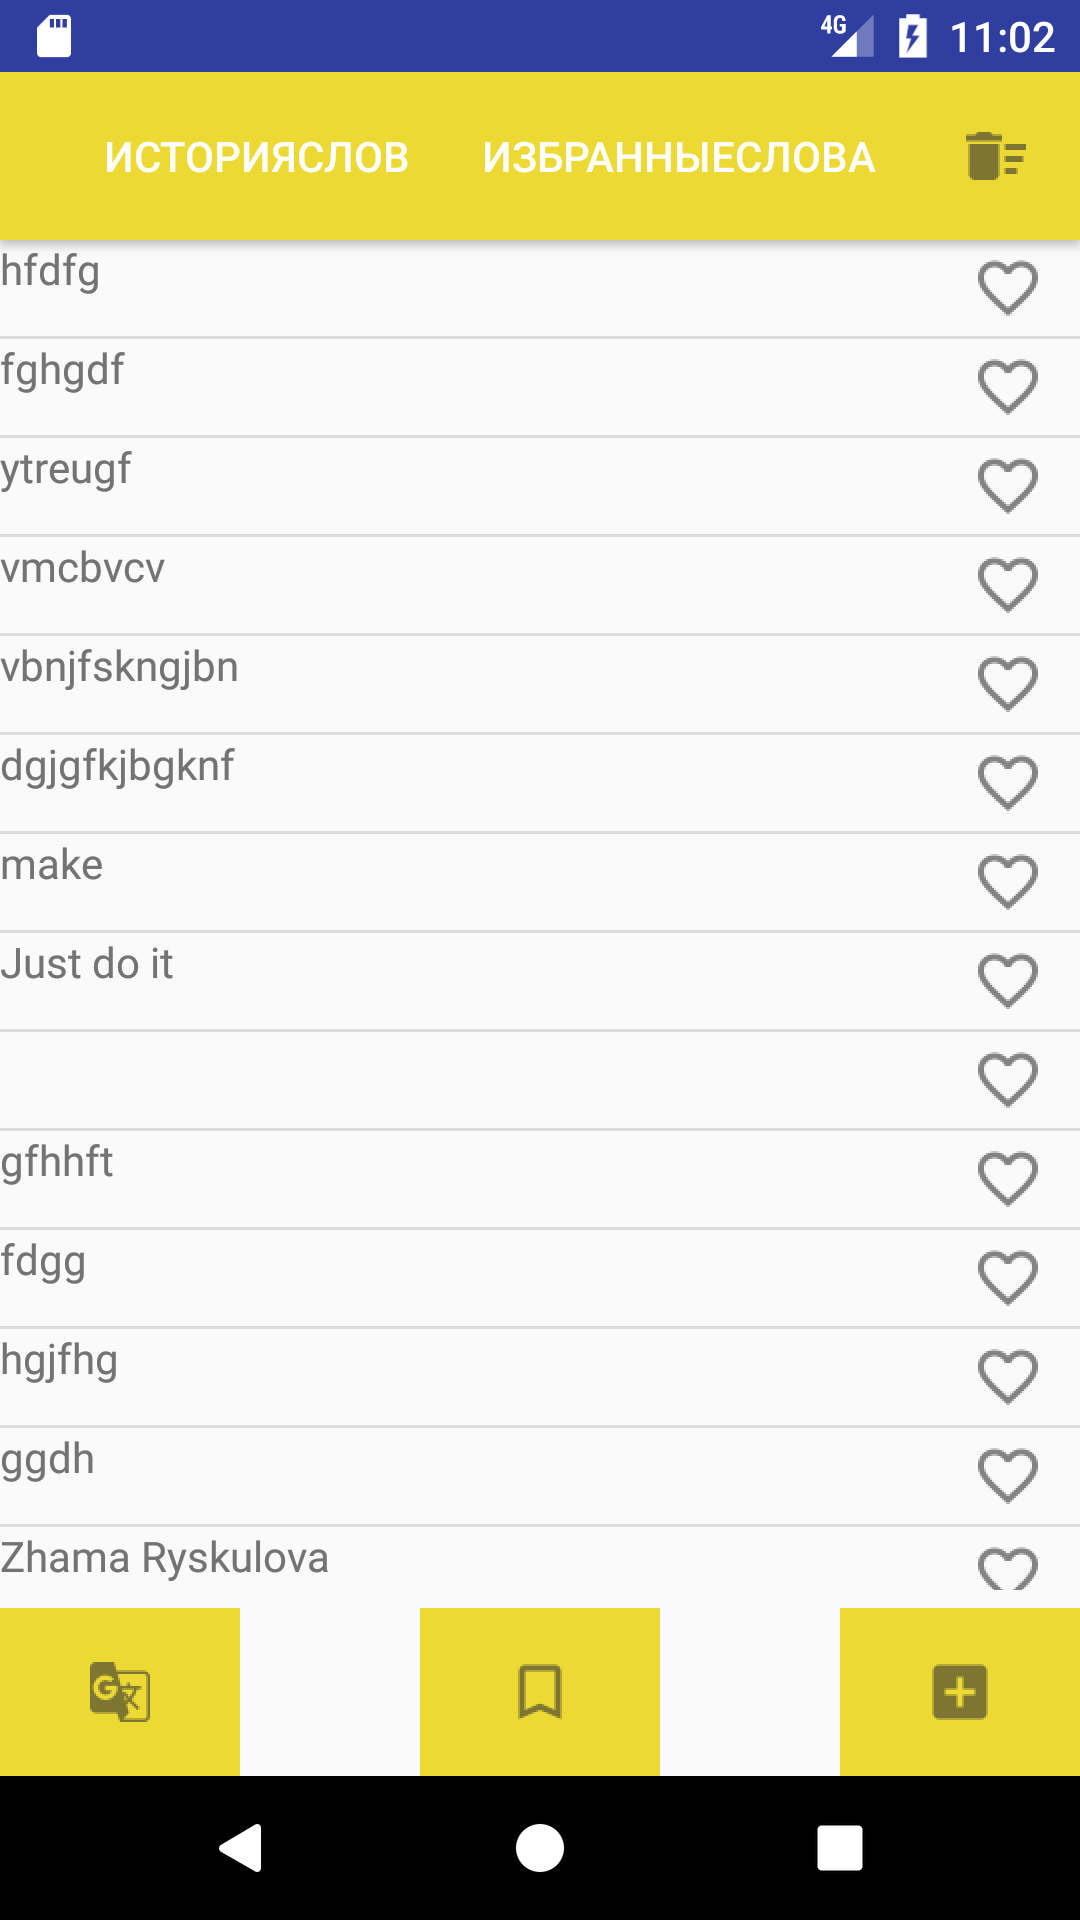 4G 11:02
ИСТОРИЯСЛОВ ИЗБРАННЫЕСЛОВА
hfdfg
fghgdf
ytreugf
vmcbvcv
vbnjfskngjbn
dgjgfkjbgknf
make
Just do it
gfhhft
fdgg
hgjfhg
ggdh
Zhama Ryskulova